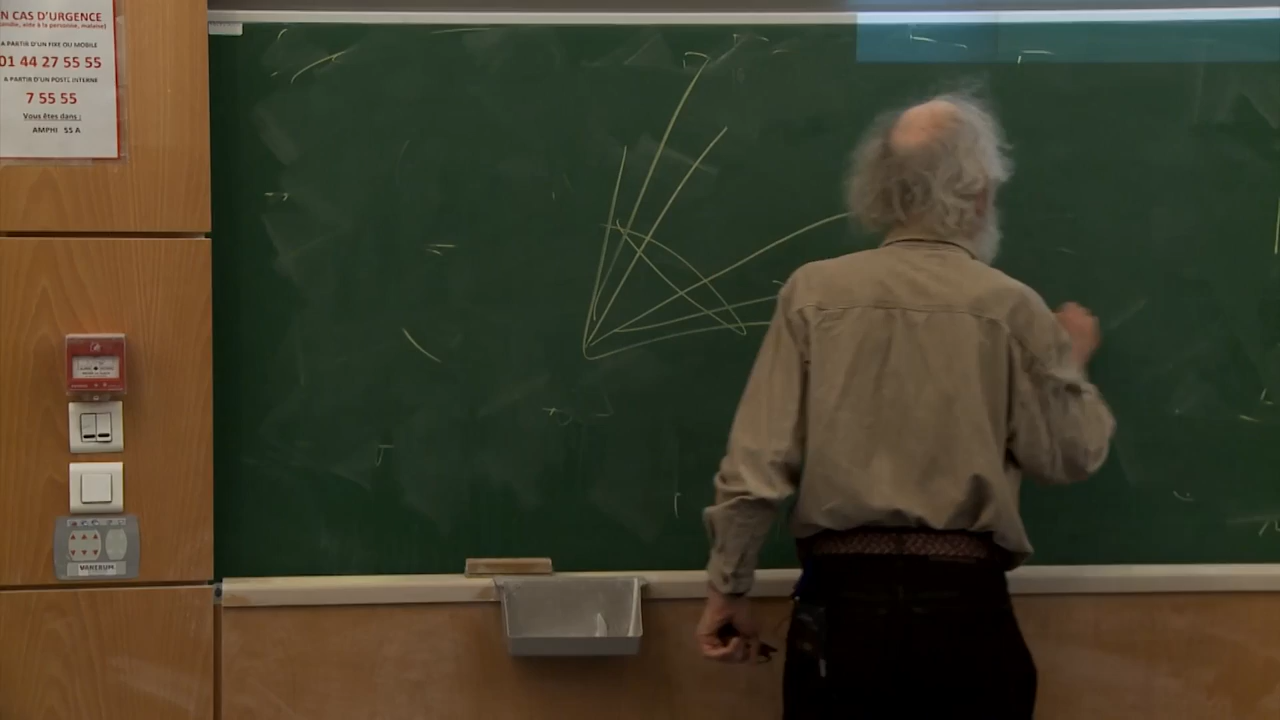 N CAS D'URGENCE
A PARTIR D'UN FIXE OU MOBILE
01 44 27 55 55
A PARTIR D'UN POSTE INTERNE
7 55 55
Vous êtes dans :
AMPHI 55 A